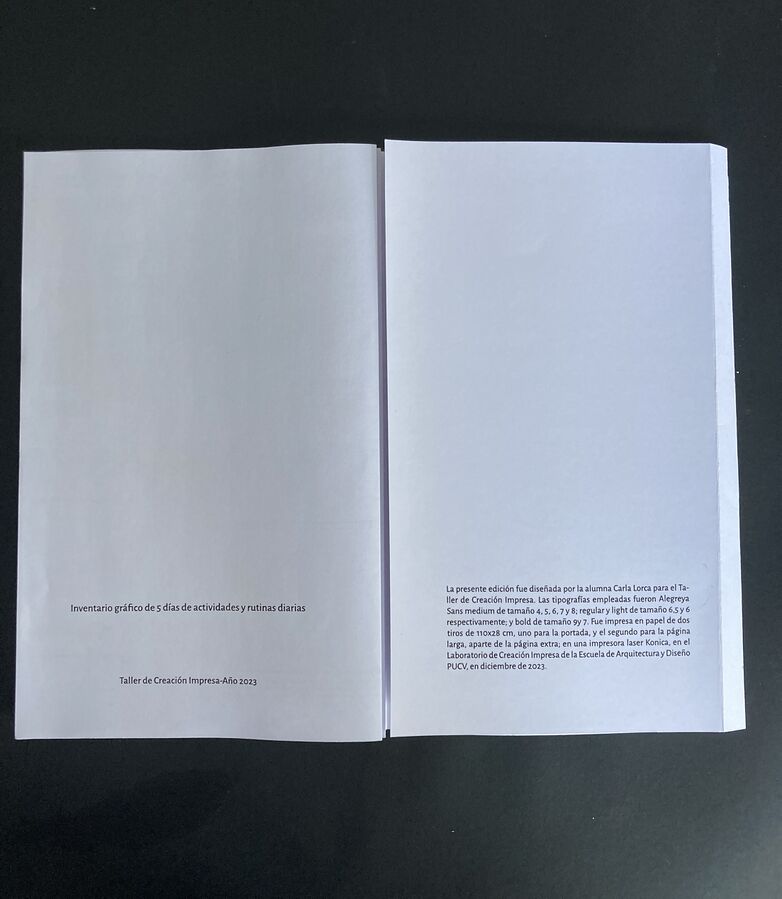 Inventario gráfico de 5 días de actividades y rutinas diarias
Taller de Creación Impresa-Año 2023
La presente edición fue diseñada por la alumna Carla Lorca para el Ta-
ller de Creación Impresa. Las tipografías empleadas fueron Alegreya
Sans medium de tamaño 4, 5, 6, 7 y 8; regular y light de tamaño 6,5 y 6
respectivamente; y bold de tamaño 9y 7. Fue impresa en papel de dos
tiros de 110x28 cm, uno para la portada, y el segundo para la página
larga, aparte de la página extra; en una impresora laser Konica, en el
Laboratorio de Creación Impresa de la Escuela de Arquitectura y Diseño
PUCV, en diciembre de 2023.